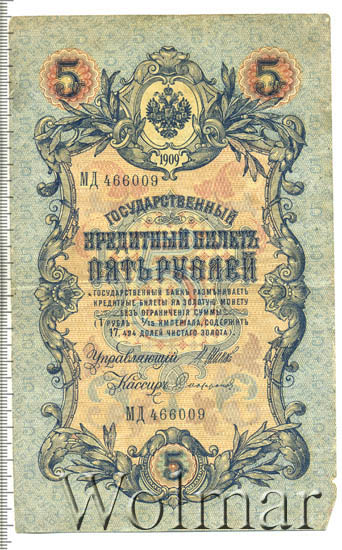 5 5
1909
МД 466009
ГОСУДАРСТВЕННЫЙ
КРЕДИТНЫЙ БИЛЕТЪ
ПЯТЬ РУБЛЕЙ
ГОСУДАРСТВЕННЫЙ БАНКЪ РАЗМѢНИВАЕТЪ
КРЕДИТНЫЕ БИЛЕТЫ НА ЗОЛОТУЮ МОНЕТУ
БЕЗЪ ОГРАНИЧЕНІЯ СУММЫ
(1 РУБЛЬ = 1/15 ИМПЕРІАЛА, СОДЕРЖИТЪ
17,424 ДОЛЕЙ ЧИСТАГО ЗОЛОТА).
Управляющій
Кассиръ
МД 466009
5
Wolmar